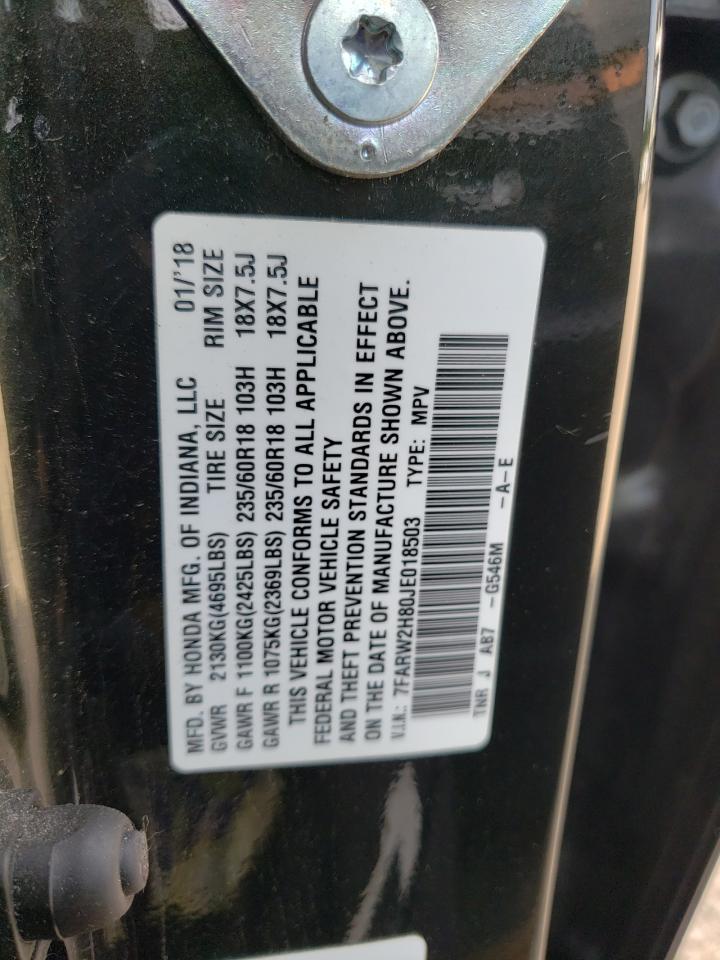 MFD. BY HONDA MFG. OF INDIANA, LLC 01/'18
GVWR 2130KG(4695LBS) TIRE SIZE RIM SIZE
GAWR F 1100KG(2425LBS) 235/60R18 103H 18X7.5J
GAWR R 1075KG(2369LBS) 235/60R18 103H 18X7.5J
THIS VEHICLE CONFORMS TO ALL APPLICABLE
FEDERAL MOTOR VEHICLE SAFETY
AND THEFT PREVENTION STANDARDS IN EFFECT
ON THE DATE OF MANUFACTURE SHOWN ABOVE.
V.I.N.: 7FARW2H80JE018503 TYPE: MPV
TNR J AB7 -G546M -A-E